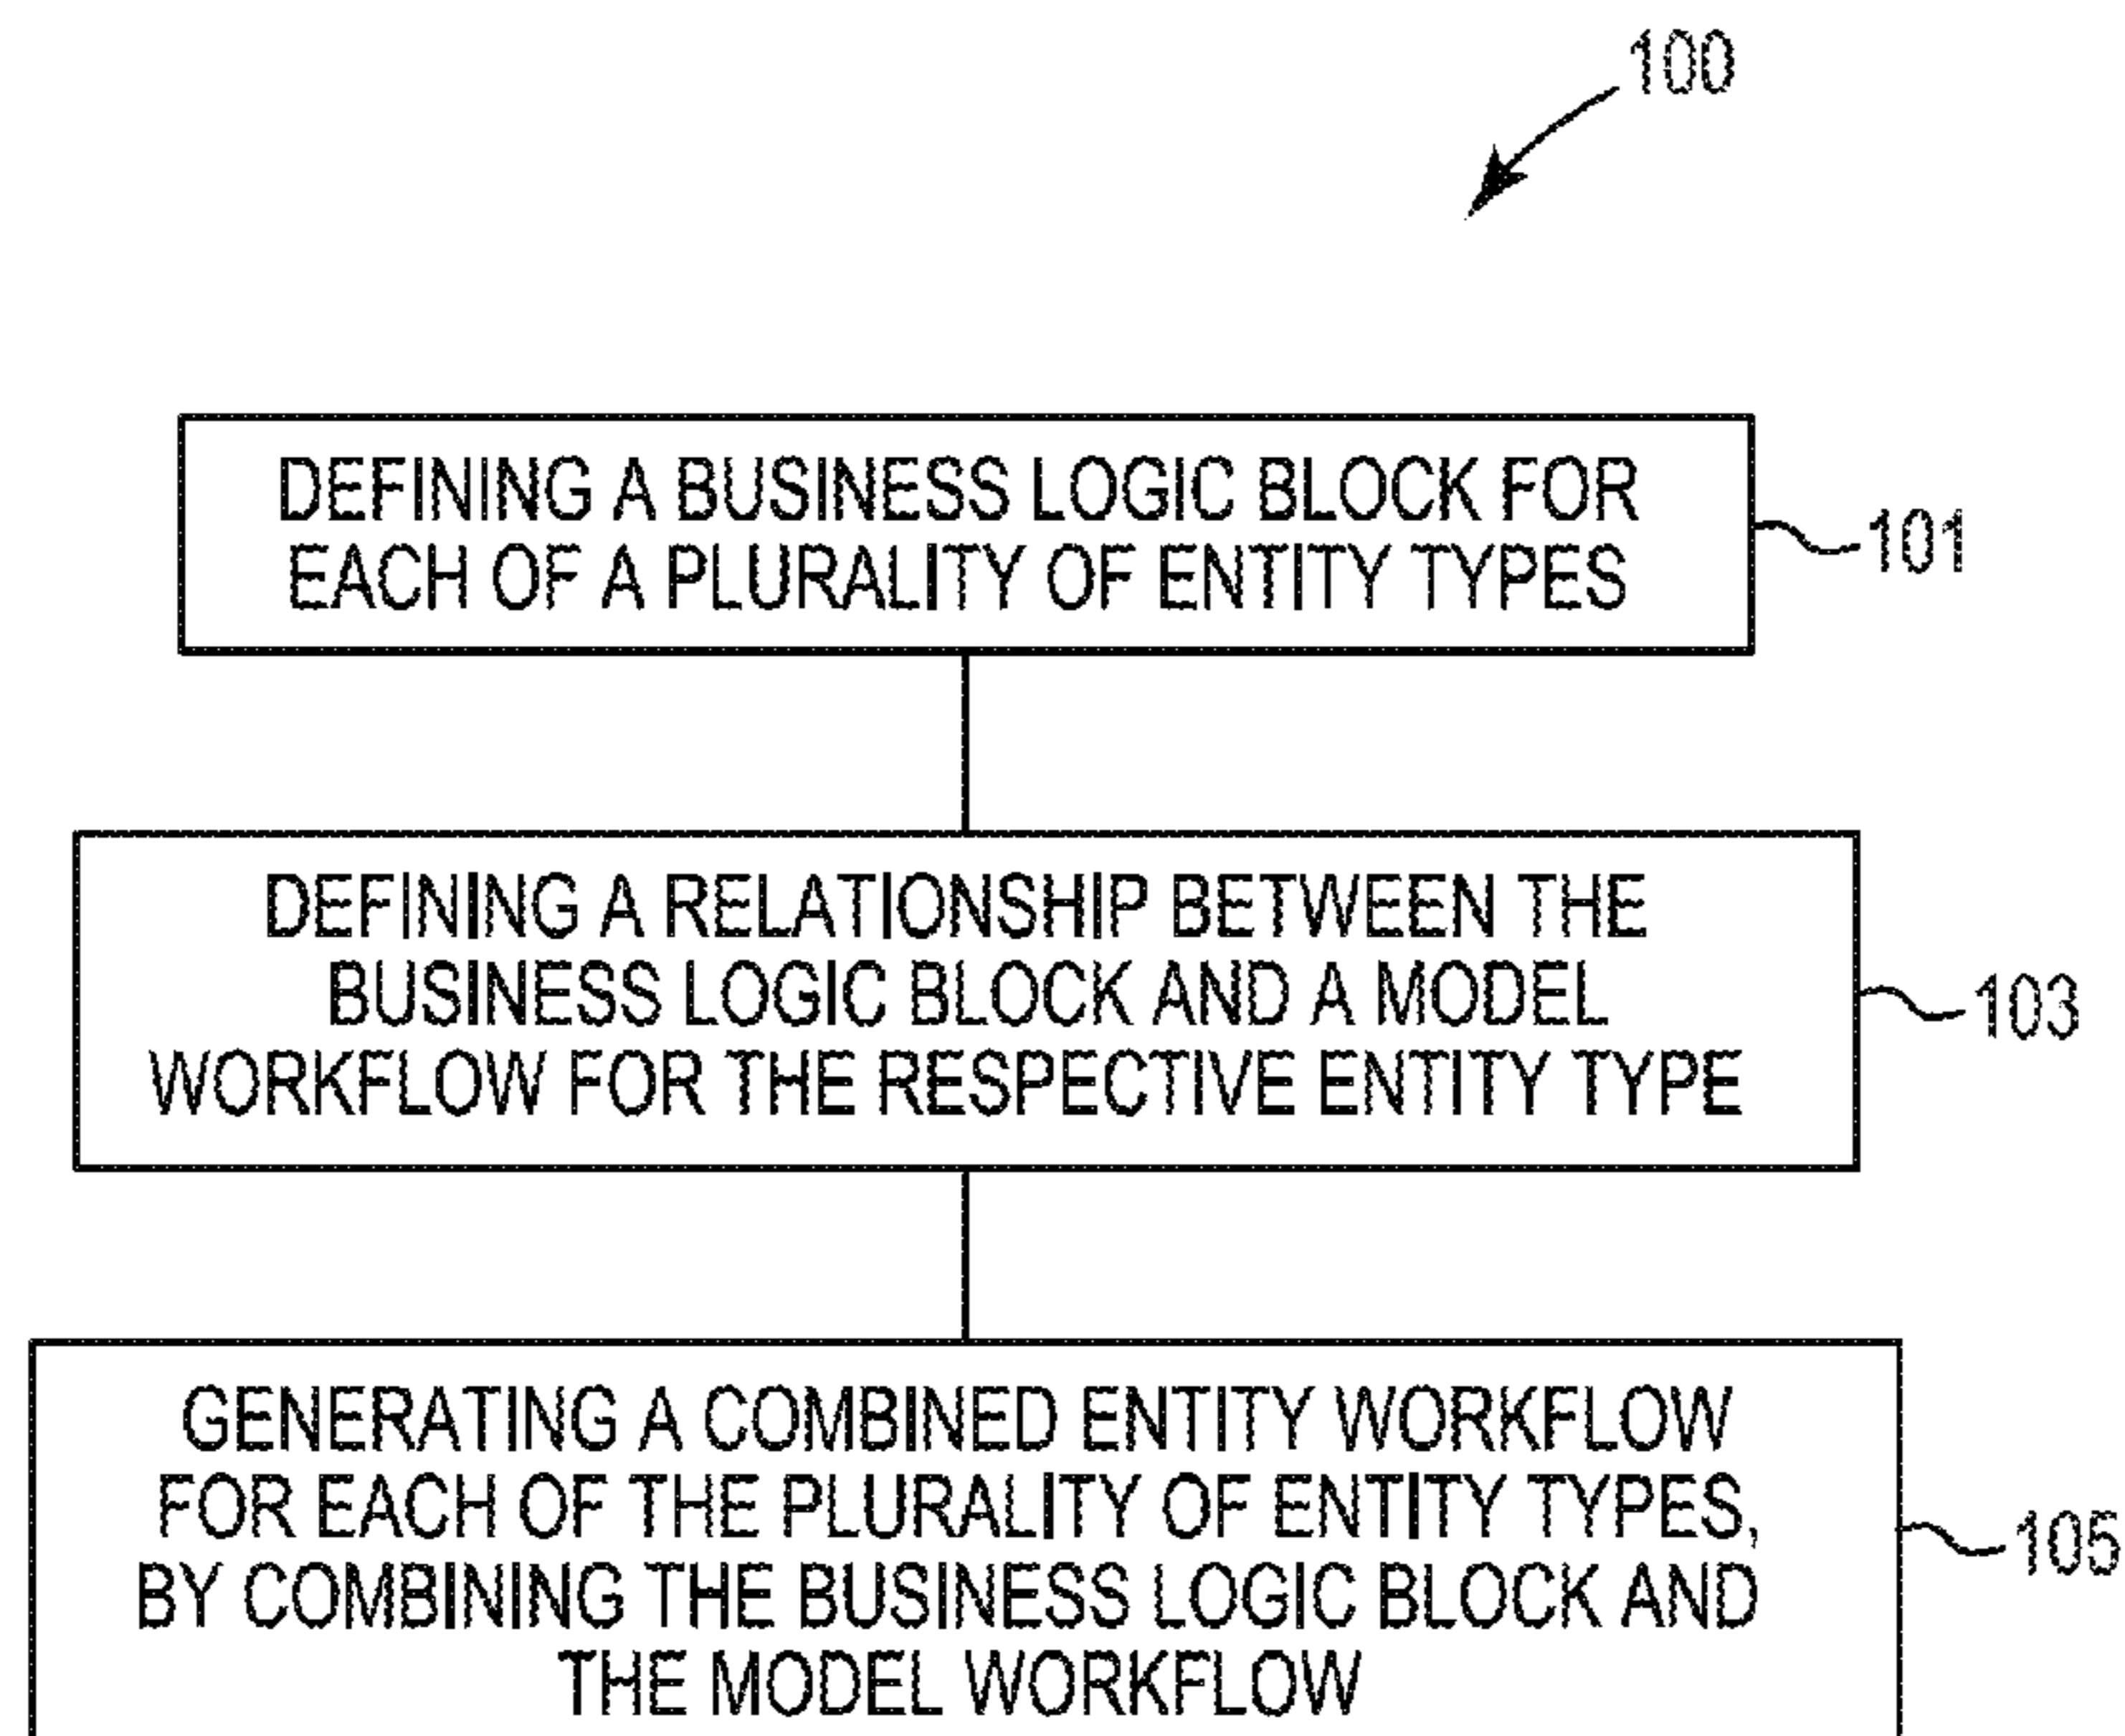 100
DEFINING A BUSINESS LOGIC BLOCK FOR
EACH OF A PLURALITY OF ENTITY TYPES
101
DEFINING A RELATIONSHIP BETWEEN THE
BUSINESS LOGIC BLOCK AND A MODEL
WORKFLOW FOR THE RESPECTIVE ENTITY TYPE
103
GENERATING A COMBINED ENTITY WORKFLOW
FOR EACH OF THE PLURALITY OF ENTITY TYPES,
BY COMBINING THE BUSINESS LOGIC BLOCK AND
THE MODEL WORKFLOW
105